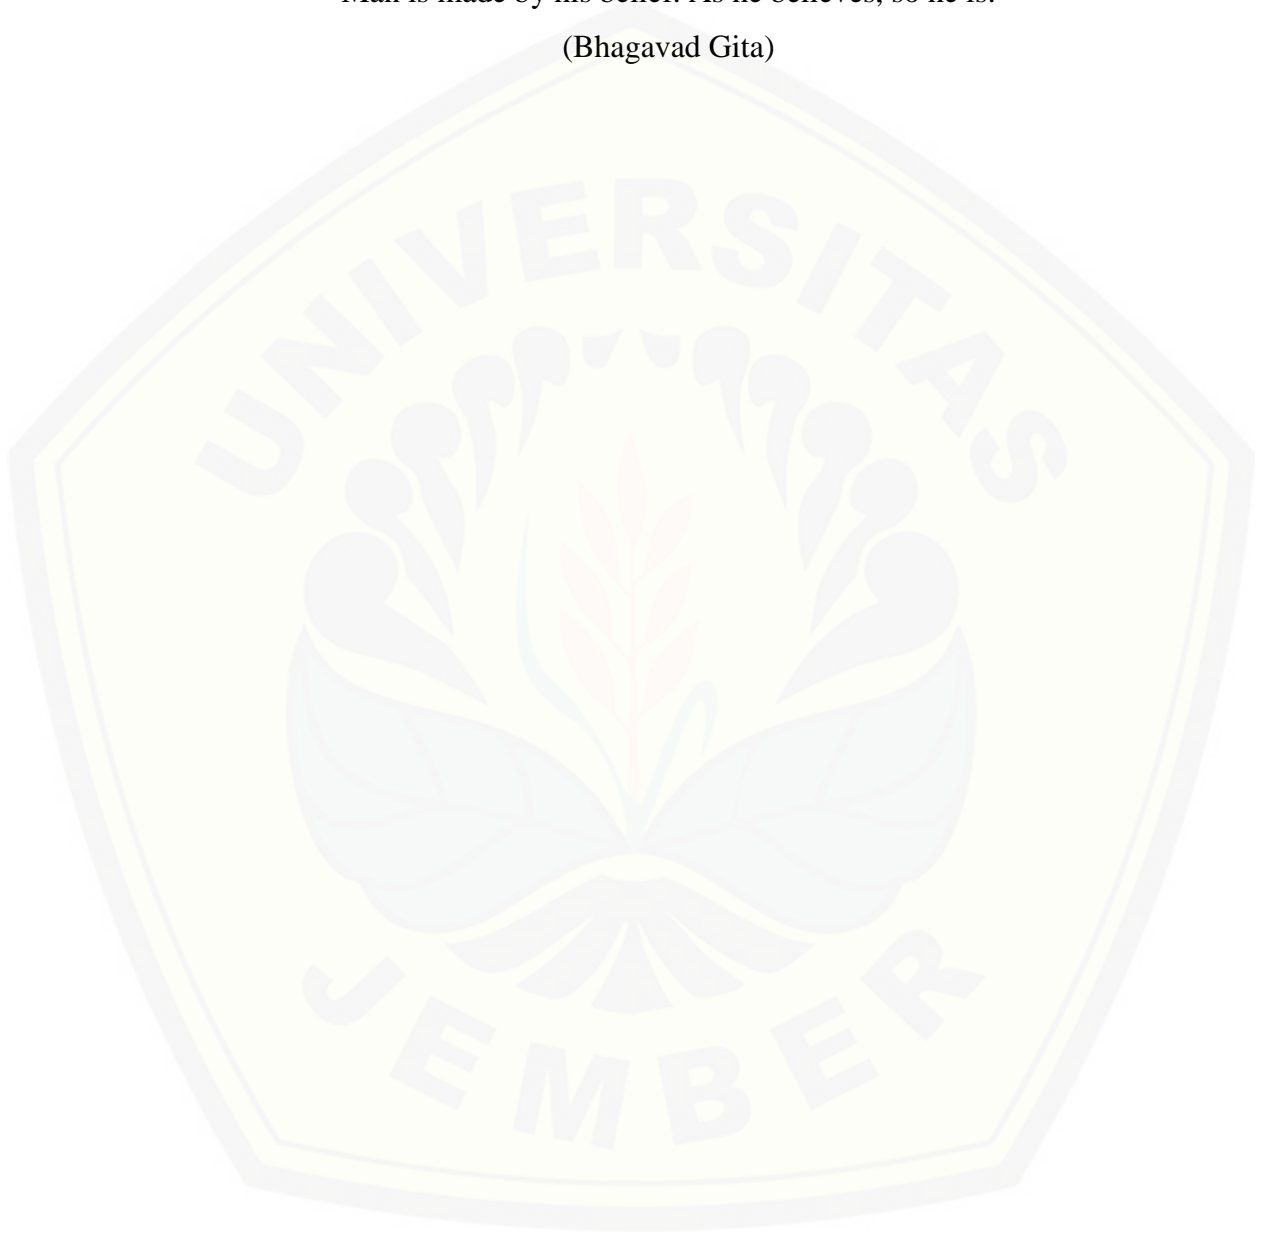 Man is made by his belief. As he believes, so he is.
(Bhagavad Gita)
UNIVERSITAS
JEMBER